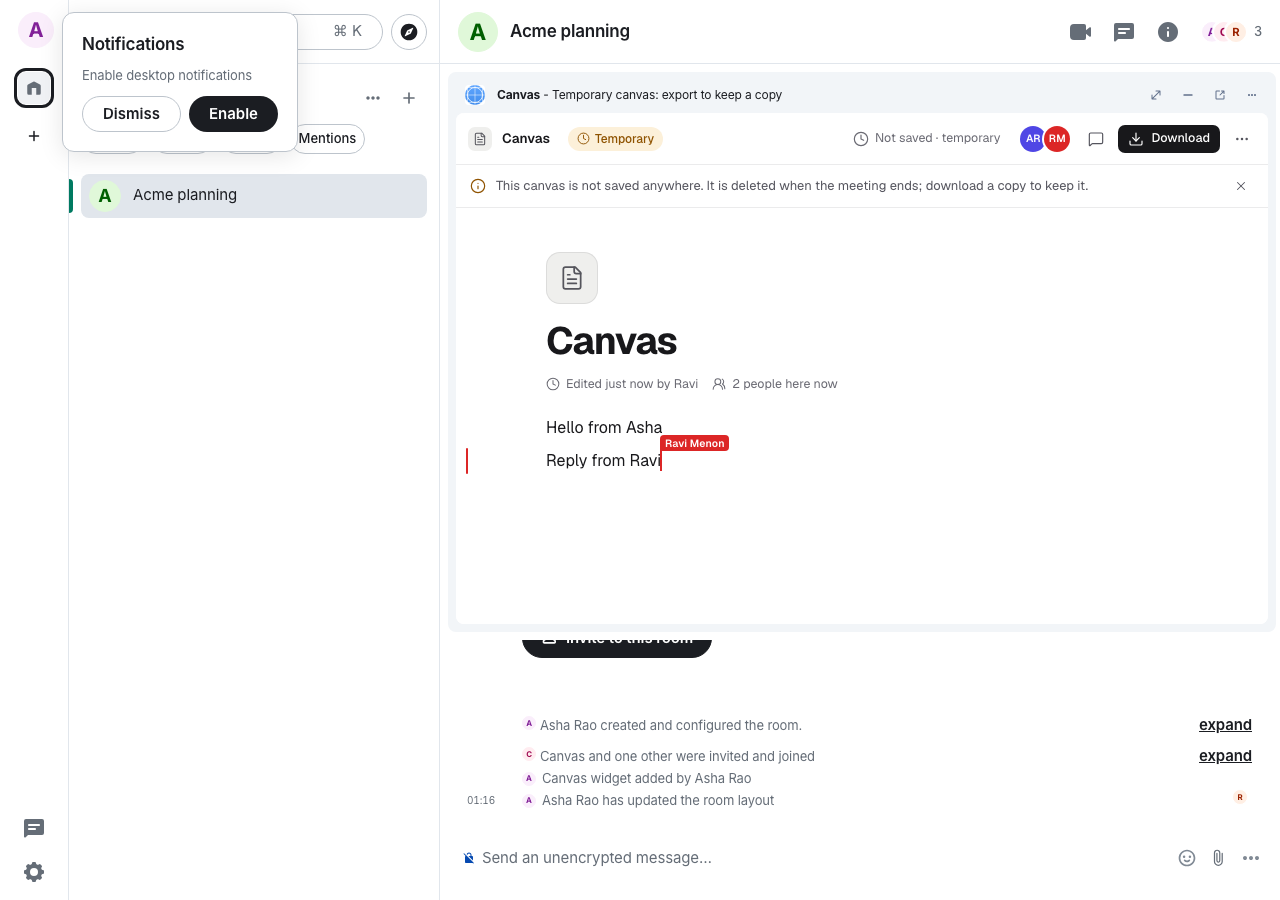 A
Notifications
Enable desktop notifications
Dismiss
Enable
⌘ K
Mentions
A
Acme planning
A
Acme planning
A
R
3
Canvas - Temporary canvas: export to keep a copy
Canvas
Temporary
Not saved · temporary
AR
RM
Download
This canvas is not saved anywhere. It is deleted when the meeting ends; download a copy to keep it.
Canvas
Edited just now by Ravi
2 people here now
Hello from Asha
Ravi Menon
Reply from Ravi
Invite to this room
A
Asha Rao created and configured the room.
expand
C
Canvas and one other were invited and joined
expand
A
Canvas widget added by Asha Rao
01:16
A
Asha Rao has updated the room layout
R
Send an unencrypted message...